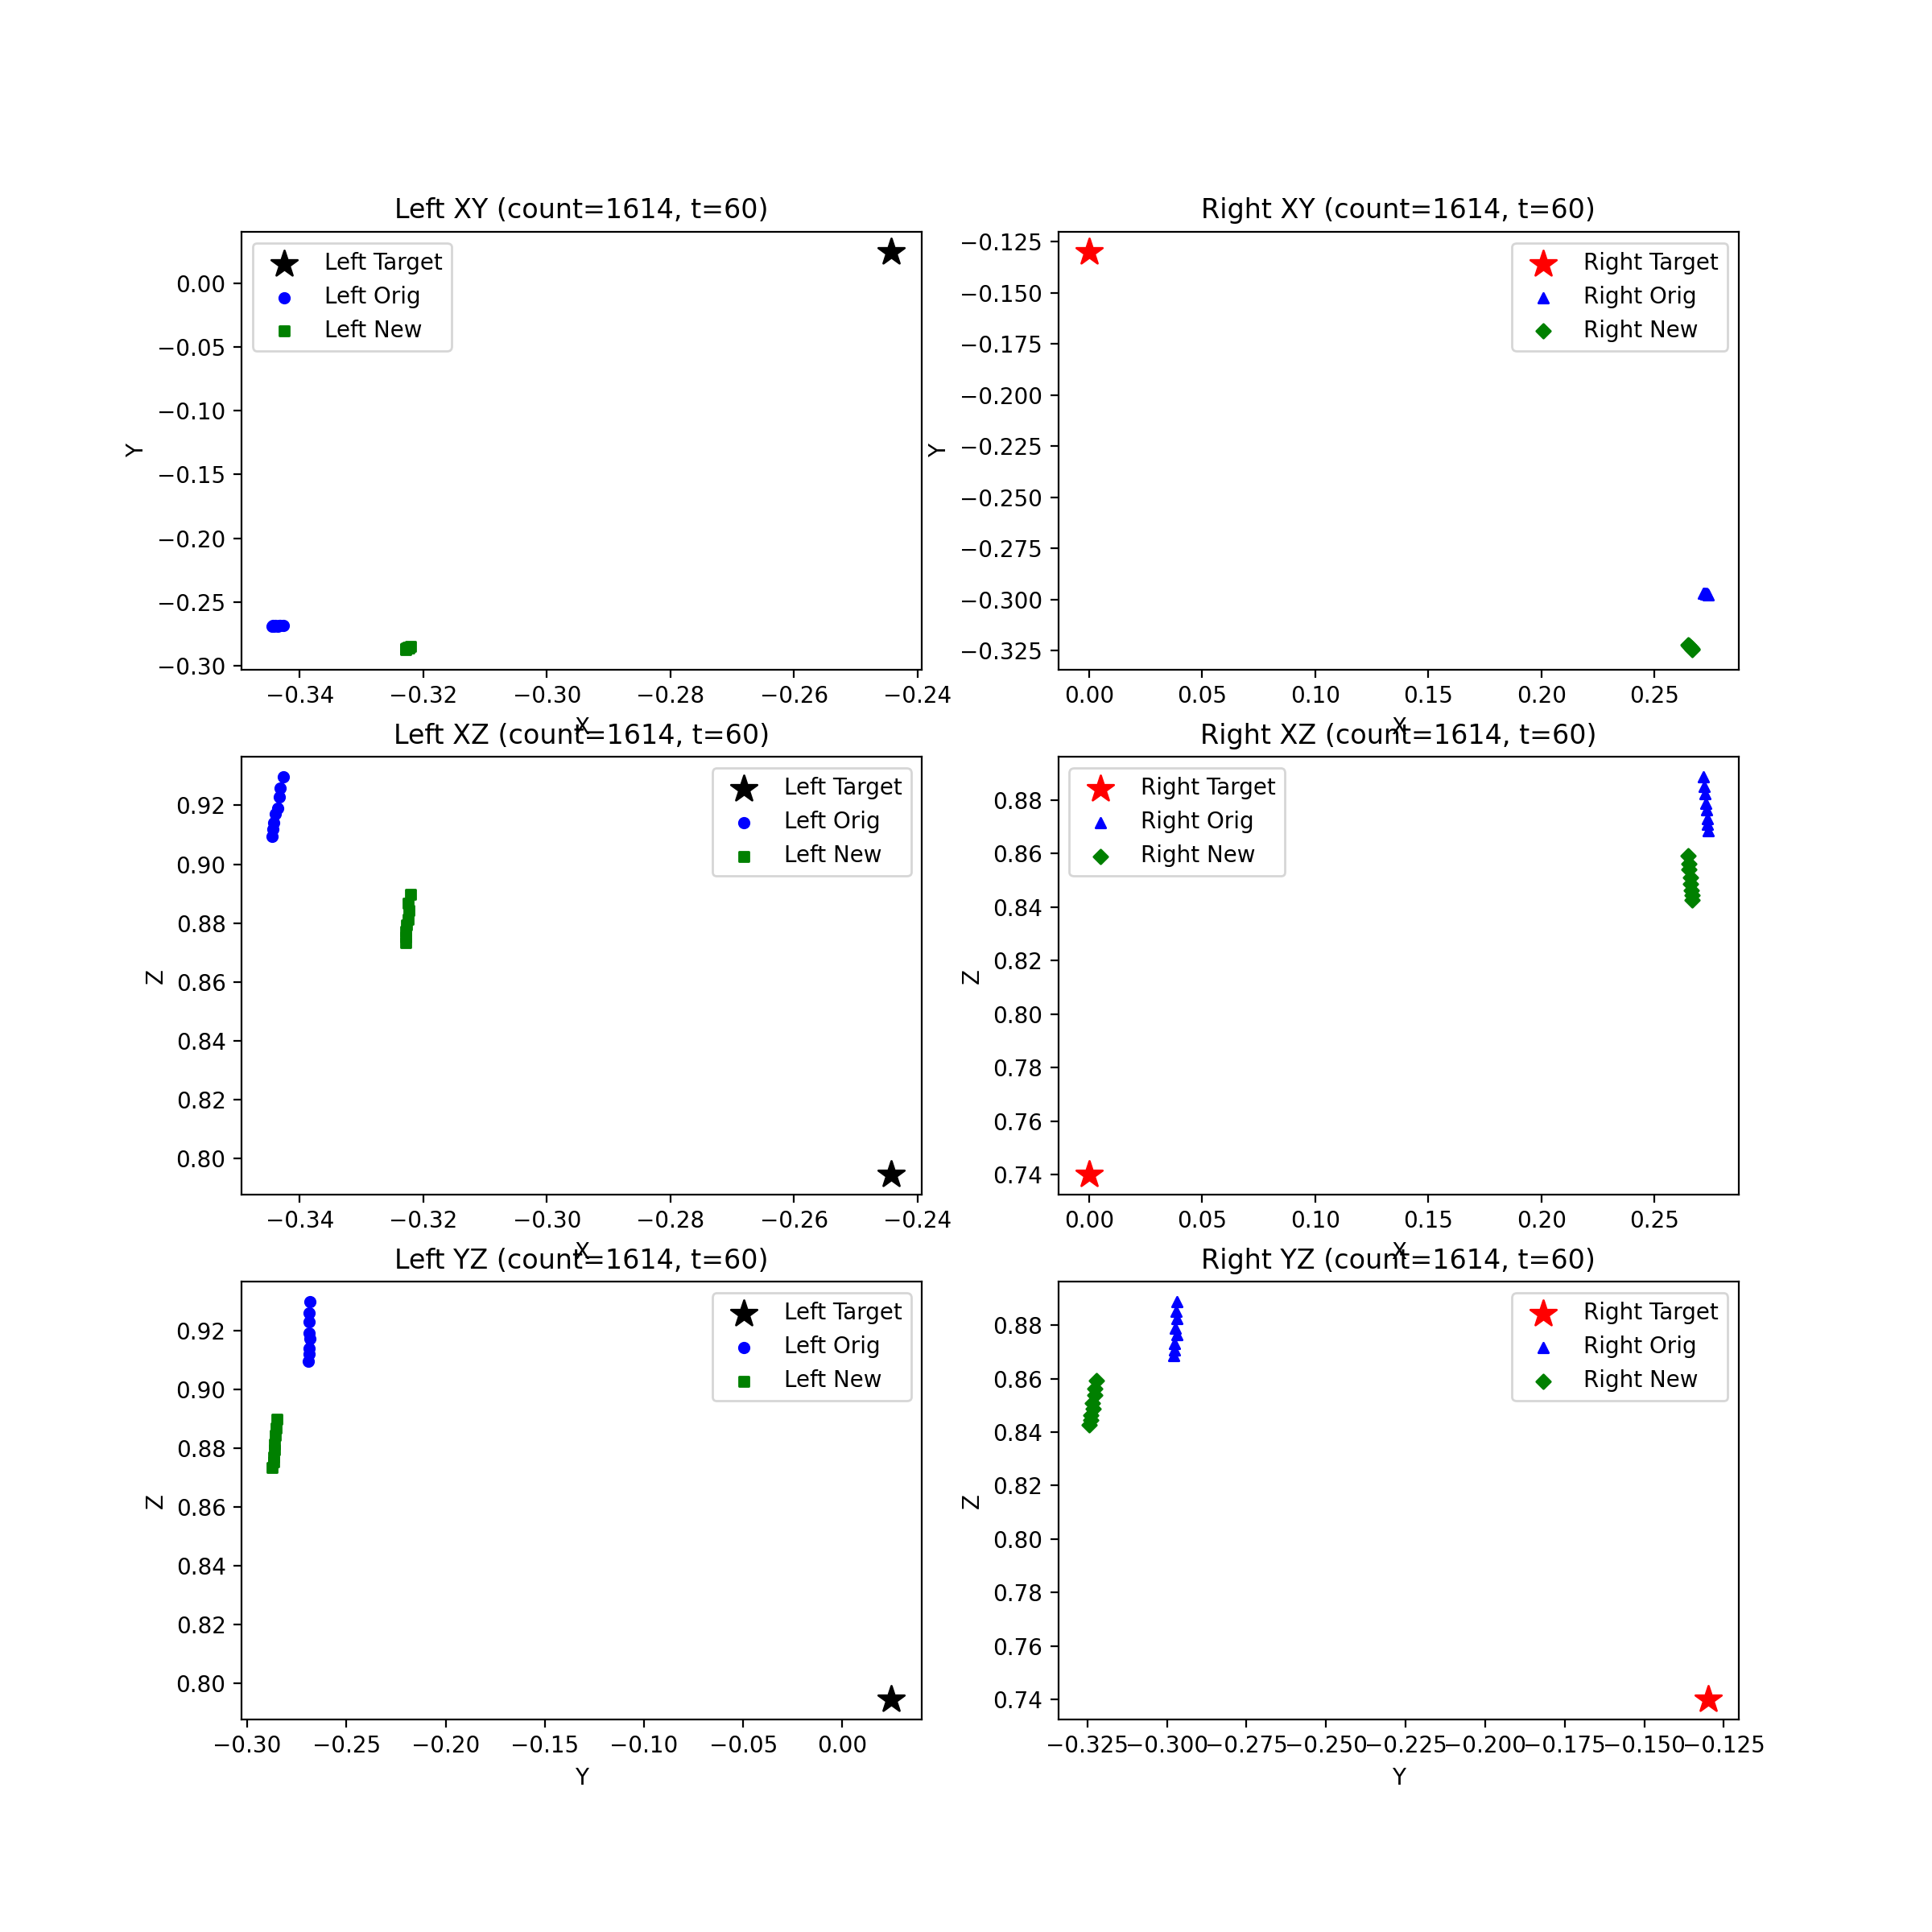 Left XY (count=1614, t=60)
Left Target
Left Orig
Left New
0.00
−0.05
−0.10
−0.15
−0.20
−0.25
−0.30
Y
−0.34
−0.32
−0.30
−0.28
−0.26
−0.24
X
Right XY (count=1614, t=60)
Right Target
Right Orig
Right New
−0.125
−0.150
−0.175
−0.200
−0.225
−0.250
−0.275
−0.300
−0.325
Y
0.00
0.05
0.10
0.15
0.20
0.25
X
Left XZ (count=1614, t=60)
Left Target
Left Orig
Left New
0.92
0.90
0.88
0.86
0.84
0.82
0.80
Z
−0.34
−0.32
−0.30
−0.28
−0.26
−0.24
X
Right XZ (count=1614, t=60)
Right Target
Right Orig
Right New
0.88
0.86
0.84
0.82
0.80
0.78
0.76
0.74
Z
0.00
0.05
0.10
0.15
0.20
0.25
X
Left YZ (count=1614, t=60)
Left Target
Left Orig
Left New
0.92
0.90
0.88
0.86
0.84
0.82
0.80
Z
−0.30
−0.25
−0.20
−0.15
−0.10
−0.05
0.00
Y
Right YZ (count=1614, t=60)
Right Target
Right Orig
Right New
0.88
0.86
0.84
0.82
0.80
0.78
0.76
0.74
Z
−0.325
−0.300
−0.275
−0.250
−0.225
−0.200
−0.175
−0.150
−0.125
Y